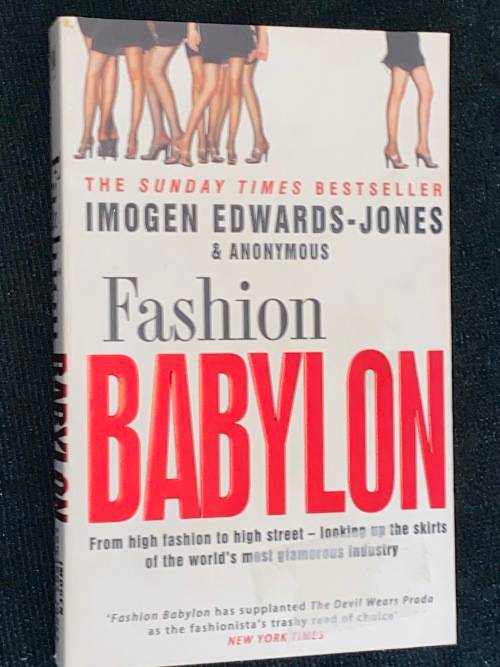 THE SUNDAY TIMES BESTSELLER
IMOGEN EDWARDS-JONES
& ANONYMOUS
Fashion
BABYLON
From high fashion to high street – looking up the skirts
of the world's most glamorous industry
'Fashion Babylon has supplanted The Devil Wears Prada
as the fashionista's trashy read of choice'
NEW YORK TIMES
BABYLON